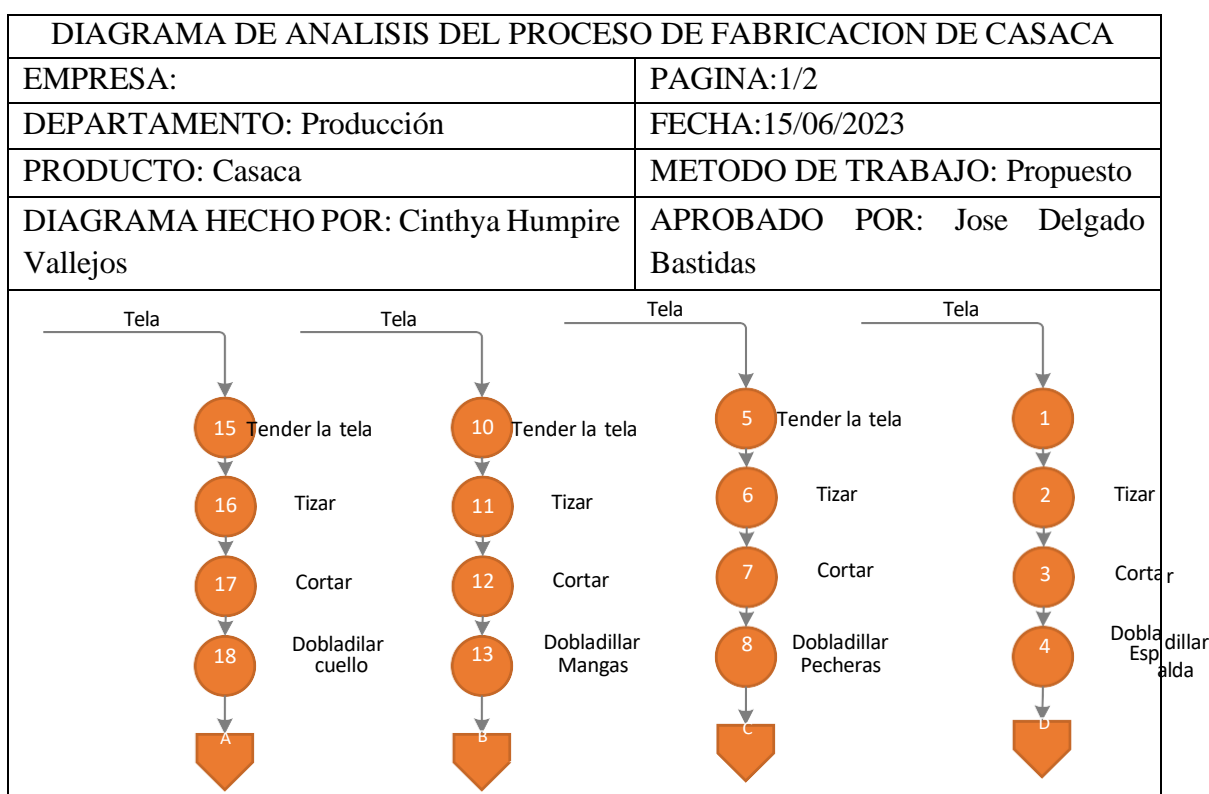 DIAGRAMA DE ANALISIS DEL PROCESO DE FABRICACION DE CASACA
EMPRESA:
PAGINA:1/2
DEPARTAMENTO: Producción
FECHA:15/06/2023
PRODUCTO: Casaca
METODO DE TRABAJO: Propuesto
DIAGRAMA HECHO POR: Cinthya Humpire
Vallejos
APROBADO POR: Jose Delgado
Bastidas
Tela
Tela
Tela
Tela
15 Tender la tela
10 Tender la tela
5 Tender la tela
1
16 Tizar
11 Tizar
6 Tizar
2 Tizar
17 Cortar
12 Cortar
7 Cortar
3 Cortar
18 Dobladilar
cuello
13 Dobladillar
Mangas
8 Dobladillar
Pecheras
4 Dobladillar
Espalda
A
B
C
D